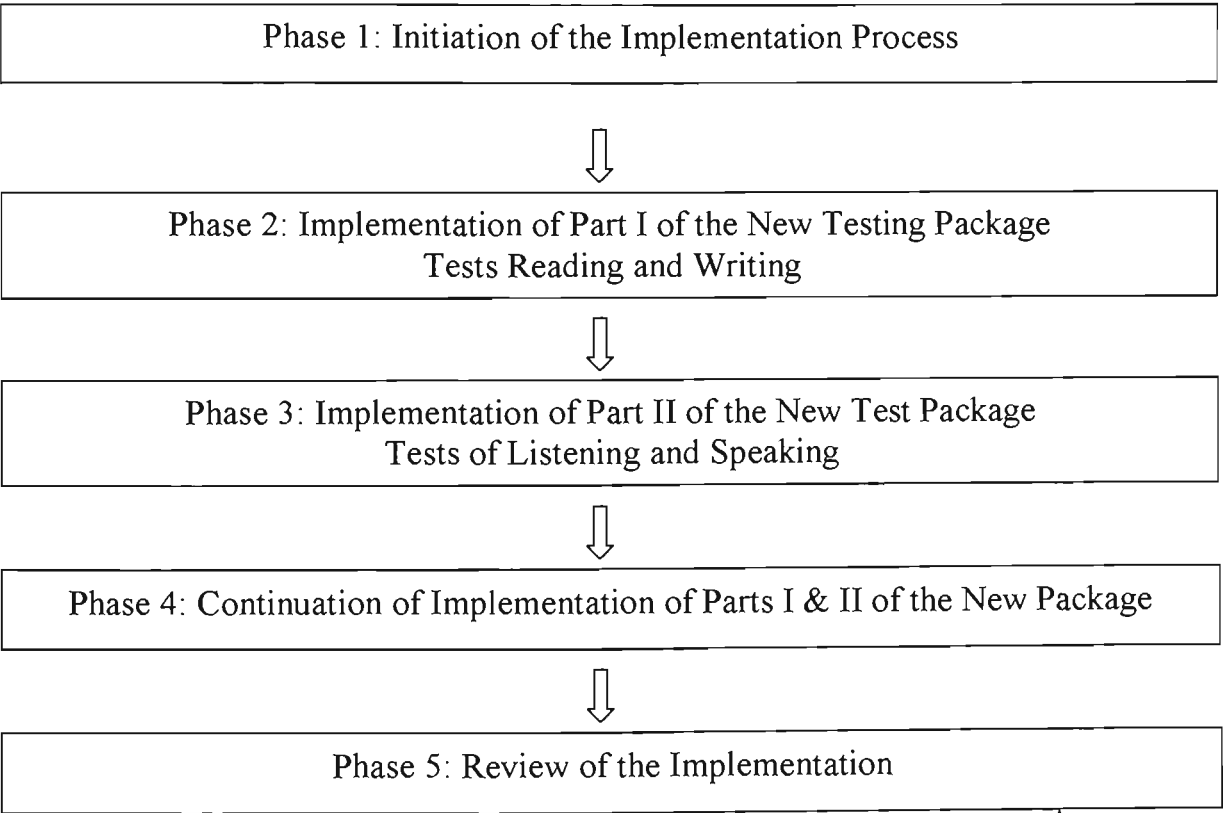 Phase 1: Initiation of the Implementation Process
Phase 2: Implementation of Part I of the New Testing Package
Tests Reading and Writing
Phase 3: Implementation of Part II of the New Test Package
Tests of Listening and Speaking
Phase 4: Continuation of Implementation of Parts I & II of the New Package
Phase 5: Review of the Implementation